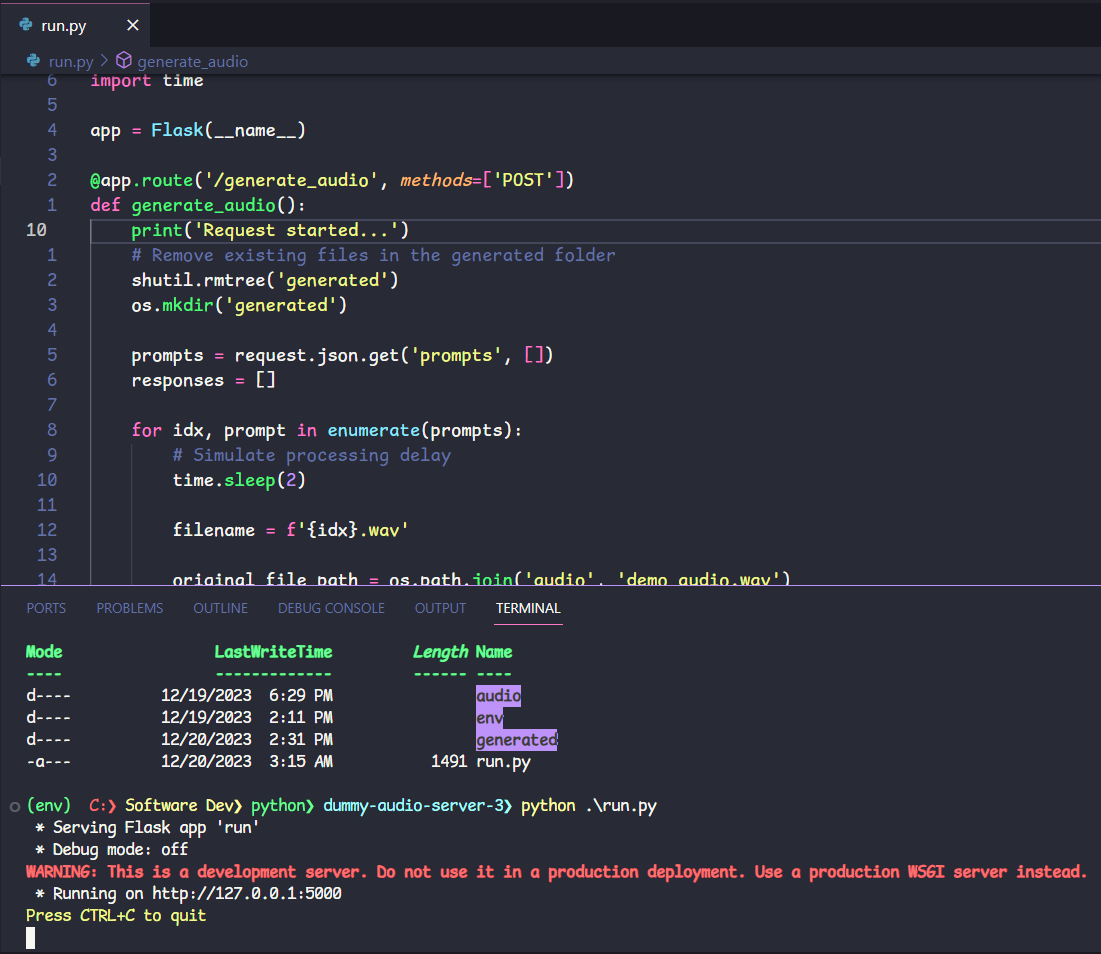 run.py
run.py > generate_audio
6 import time
5
4 app = Flask(__name__)
3
2 @app.route('/generate_audio', methods=['POST'])
1 def generate_audio():
10     print('Request started...')
1     # Remove existing files in the generated folder
2     shutil.rmtree('generated')
3     os.mkdir('generated')
4
5     prompts = request.json.get('prompts', [])
6     responses = []
7
8     for idx, prompt in enumerate(prompts):
9         # Simulate processing delay
10         time.sleep(2)
11
12         filename = f'{idx}.wav'
13
14         original_file_path = os.path.join('audio', 'demo_audio.wav')
PORTS PROBLEMS OUTLINE DEBUG CONSOLE OUTPUT TERMINAL
Mode LastWriteTime Length Name
---- ------------- ------ ----
d---- 12/19/2023 6:29 PM audio
d---- 12/19/2023 2:11 PM env
d---- 12/20/2023 2:31 PM generated
-a--- 12/20/2023 3:15 AM 1491 run.py
(env) C:❯ Software Dev❯ python❯ dummy-audio-server-3❯ python .\run.py
* Serving Flask app 'run'
* Debug mode: off
WARNING: This is a development server. Do not use it in a production deployment. Use a production WSGI server instead.
* Running on http://127.0.0.1:5000
Press CTRL+C to quit